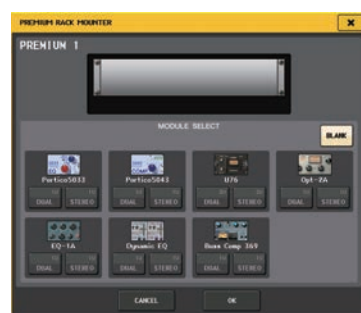 PREMIUM RACK MOUNTER
PREMIUM 1
MODULE SELECT
BLANK
Portico5033 Portico5043 U76 Opt-2A
DUAL STEREO DUAL STEREO DUAL STEREO DUAL STEREO
EQ-1A Dynamic EQ Buss Comp 369
DUAL STEREO DUAL STEREO DUAL STEREO
CANCEL OK